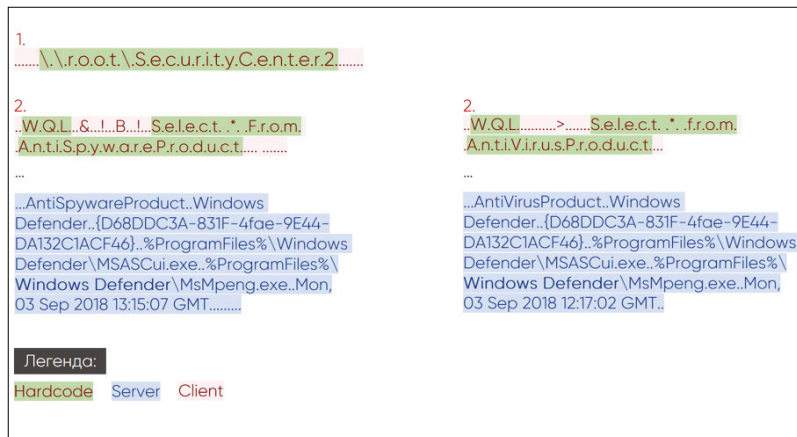 1.
.......\.\.r.o.o.t.\.S.e.c.u.r.i.t.y.C.e.n.t.e.r.2........
2.
..W.Q.L...&...!...B...!...S.e.l.e.c.t. .*. .F.r.o.m.
.A.n.t.i.S.p.y.w.a.r.e.P.r.o.d.u.c.t..... .......
...
...AntiSpywareProduct..Windows
Defender..{D68DDC3A-831F-4fae-9E44-
DA132C1ACF46}..%ProgramFiles%\Windows
Defender\MSASCui.exe..%ProgramFiles%\
Windows Defender\MsMpeng.exe..Mon,
03 Sep 2018 13:15:07 GMT.........
2.
..W.Q.L...........>.......S.e.l.e.c.t. .*. .f.r.o.m.
.A.n.t.i.V.i.r.u.s.P.r.o.d.u.c.t....
...AntiVirusProduct..Windows
Defender..{D68DDC3A-831F-4fae-9E44-
DA132C1ACF46}..%ProgramFiles%\Windows
Defender\MSASCui.exe..%ProgramFiles%\
Windows Defender\MsMpeng.exe..Mon,
03 Sep 2018 12:17:02 GMT..
Легенда:
Hardcode Server Client